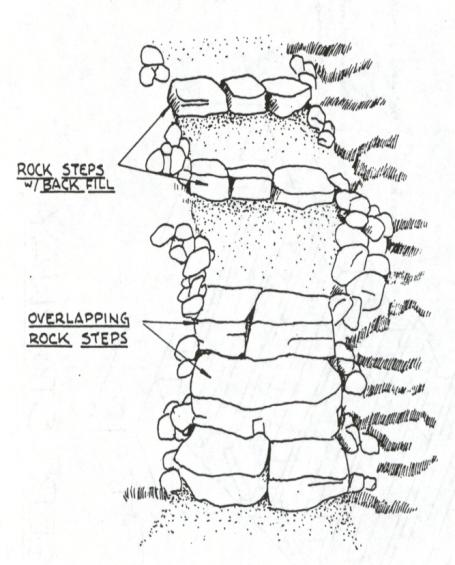 ROCK STEPS
W/ BACK FILL
OVERLAPPING
ROCK STEPS